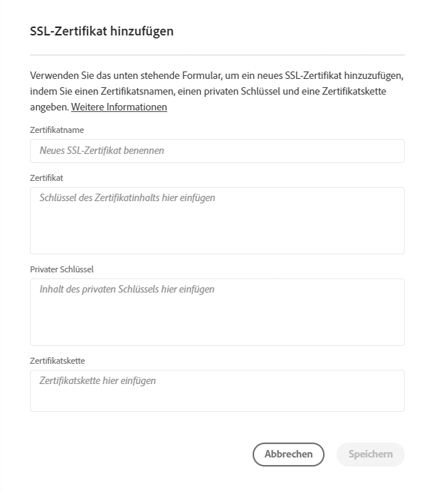 SSL-Zertifikat hinzufügen
Verwenden Sie das unten stehende Formular, um ein neues SSL-Zertifikat hinzuzufügen,
indem Sie einen Zertifikatsnamen, einen privaten Schlüssel und eine Zertifikatskette
angeben. Weitere Informationen
Zertifikatname
Neues SSL-Zertifikat benennen
Zertifikat
Schlüssel des Zertifikatinhalts hier einfügen
Privater Schlüssel
Inhalt des privaten Schlüssels hier einfügen
Zertifikatskette
Zertifikatskette hier einfügen
Abbrechen
Speichern